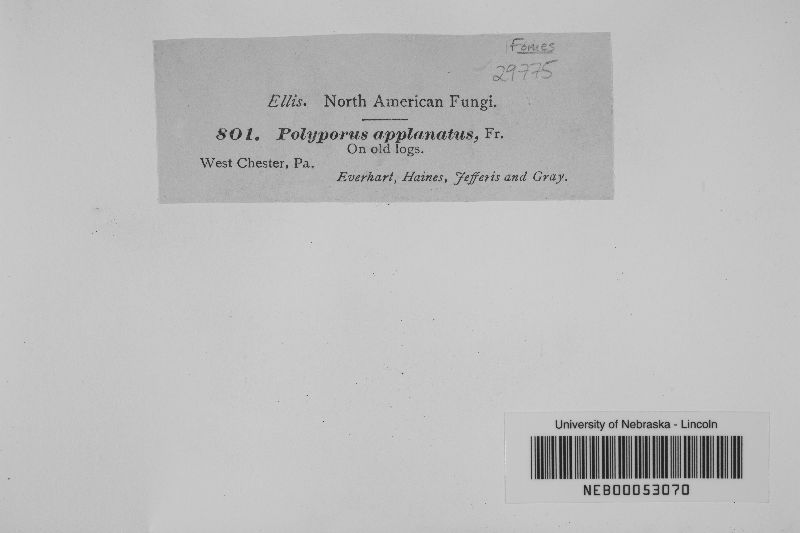 Fomes
29775
Ellis. North American Fungi.
801. Polyporus applanatus, Fr.
On old logs.
West Chester, Pa.
Everhart, Haines, Jefferis and Gray.
University of Nebraska - Lincoln
NEB00053070